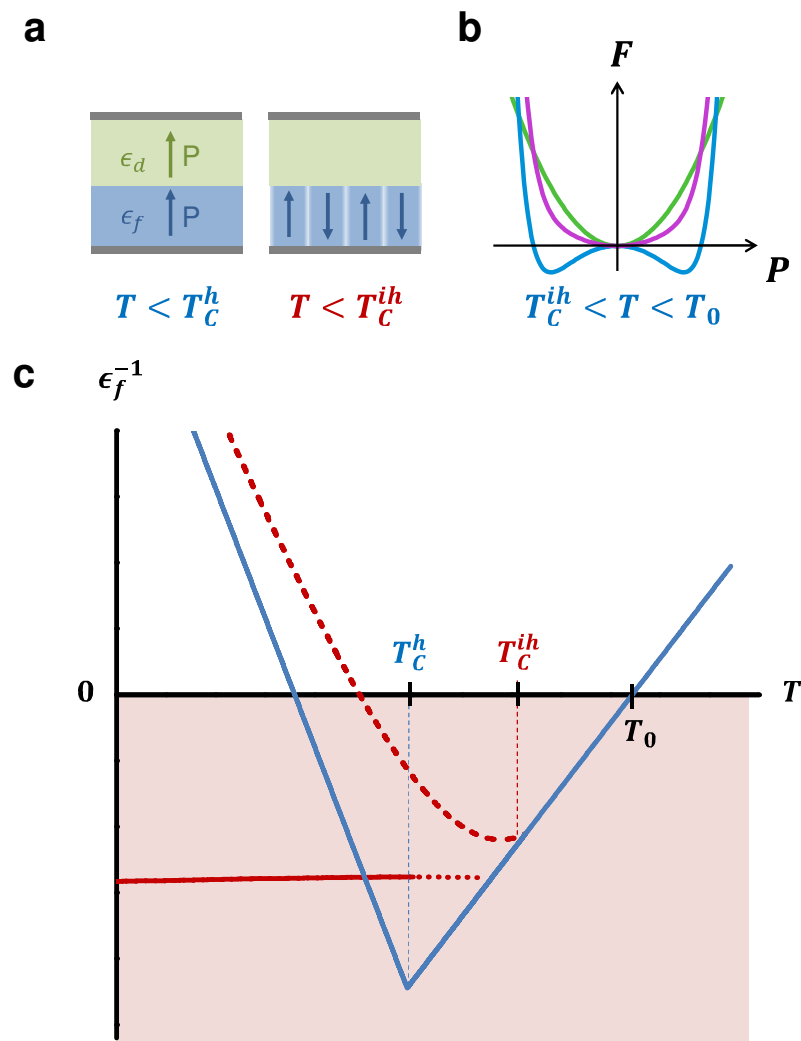 a
b
F
ϵ_d P
ϵ_f P
P
T < T_C^h
T < T_C^ih
T_C^ih < T < T_0
c
ϵ_f^-1
T_C^h
T_C^ih
0
T
T_0